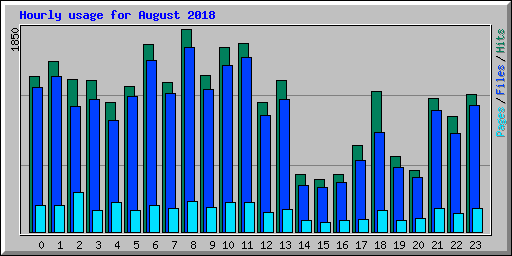 Hourly usage for August 2018
1850
Pages/Files/Hits
0 1 2 3 4 5 6 7 8 9 10 11 12 13 14 15 16 17 18 19 20 21 22 23